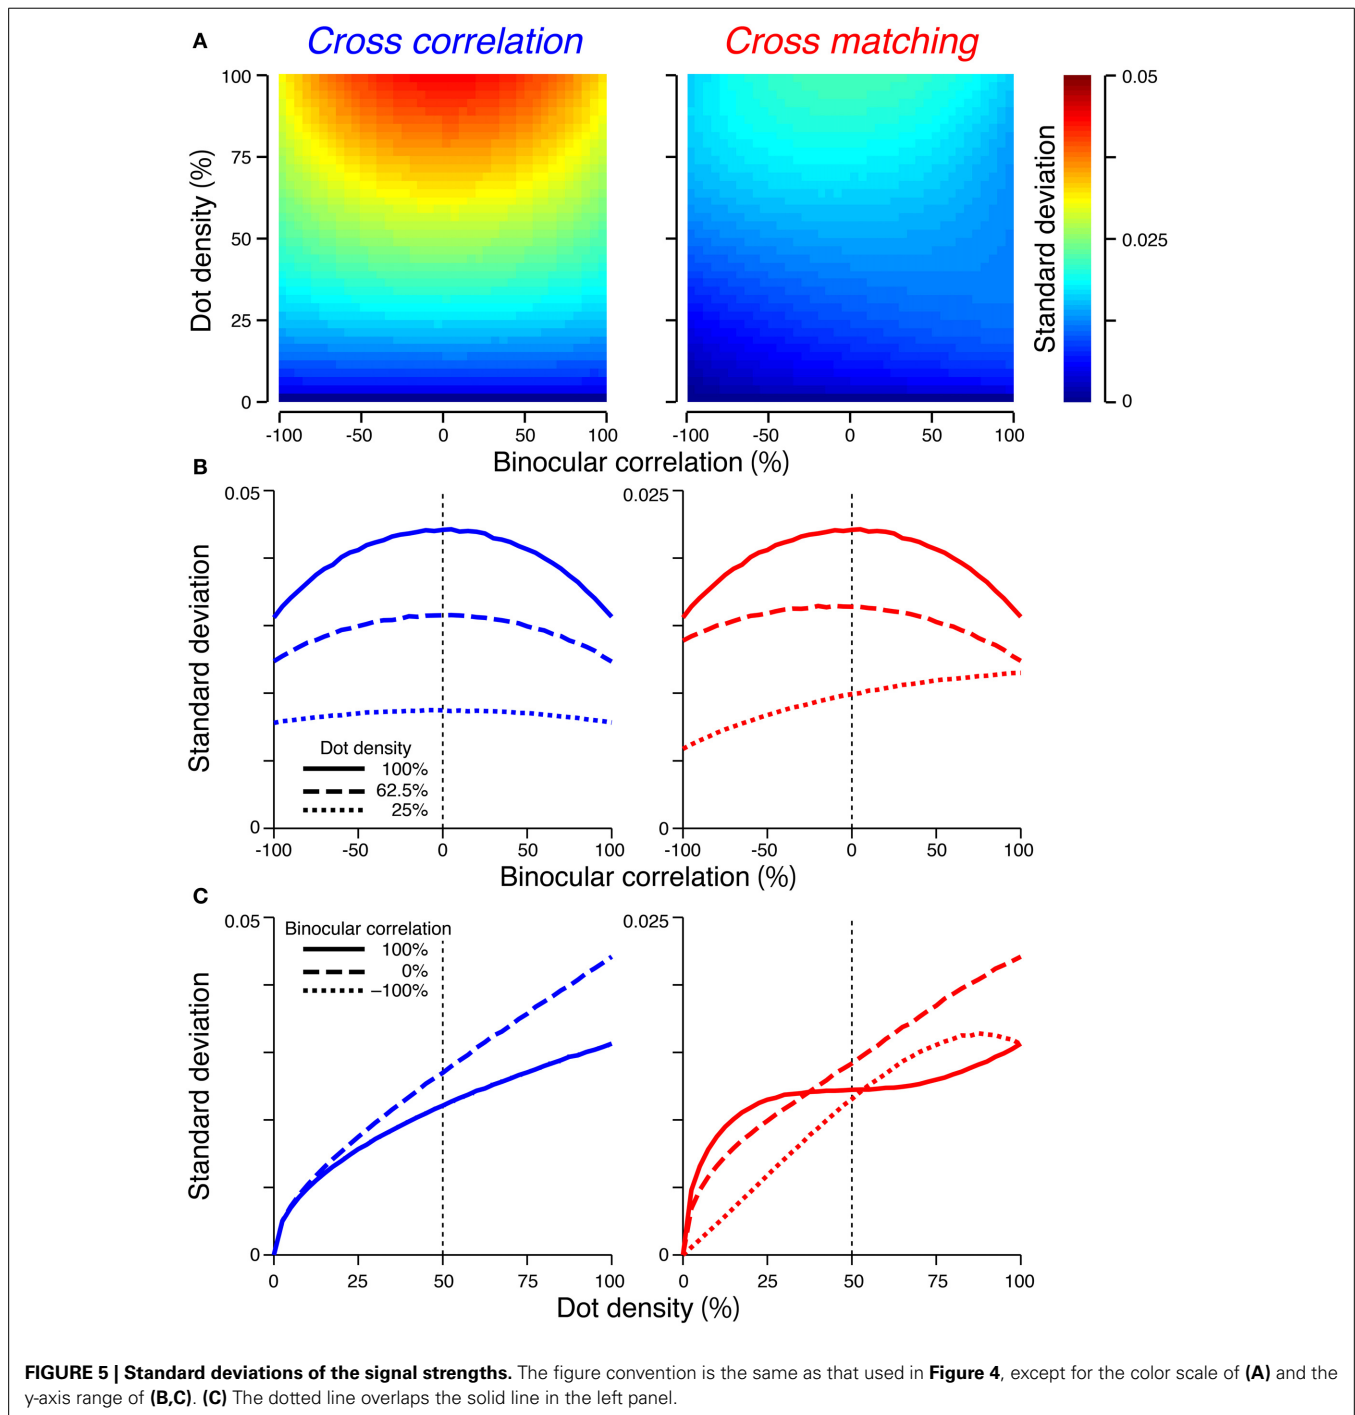 A
Cross correlation
Cross matching
100
75
50
25
0
Dot density (%)
-100 -50 0 50 100
-100 -50 0 50 100
Binocular correlation (%)
0.05
0.025
0
Standard deviation
B
0.05
0
Standard deviation
Dot density
100%
62.5%
25%
-100 -50 0 50 100
0.025
0
-100 -50 0 50 100
Binocular correlation (%)
C
0.05
0
Standard deviation
Binocular correlation
100%
0%
−100%
0 25 50 75 100
0.025
0
0 25 50 75 100
Dot density (%)
FIGURE 5 | Standard deviations of the signal strengths. The figure convention is the same as that used in Figure 4, except for the color scale of (A) and the
y-axis range of (B,C). (C) The dotted line overlaps the solid line in the left panel.